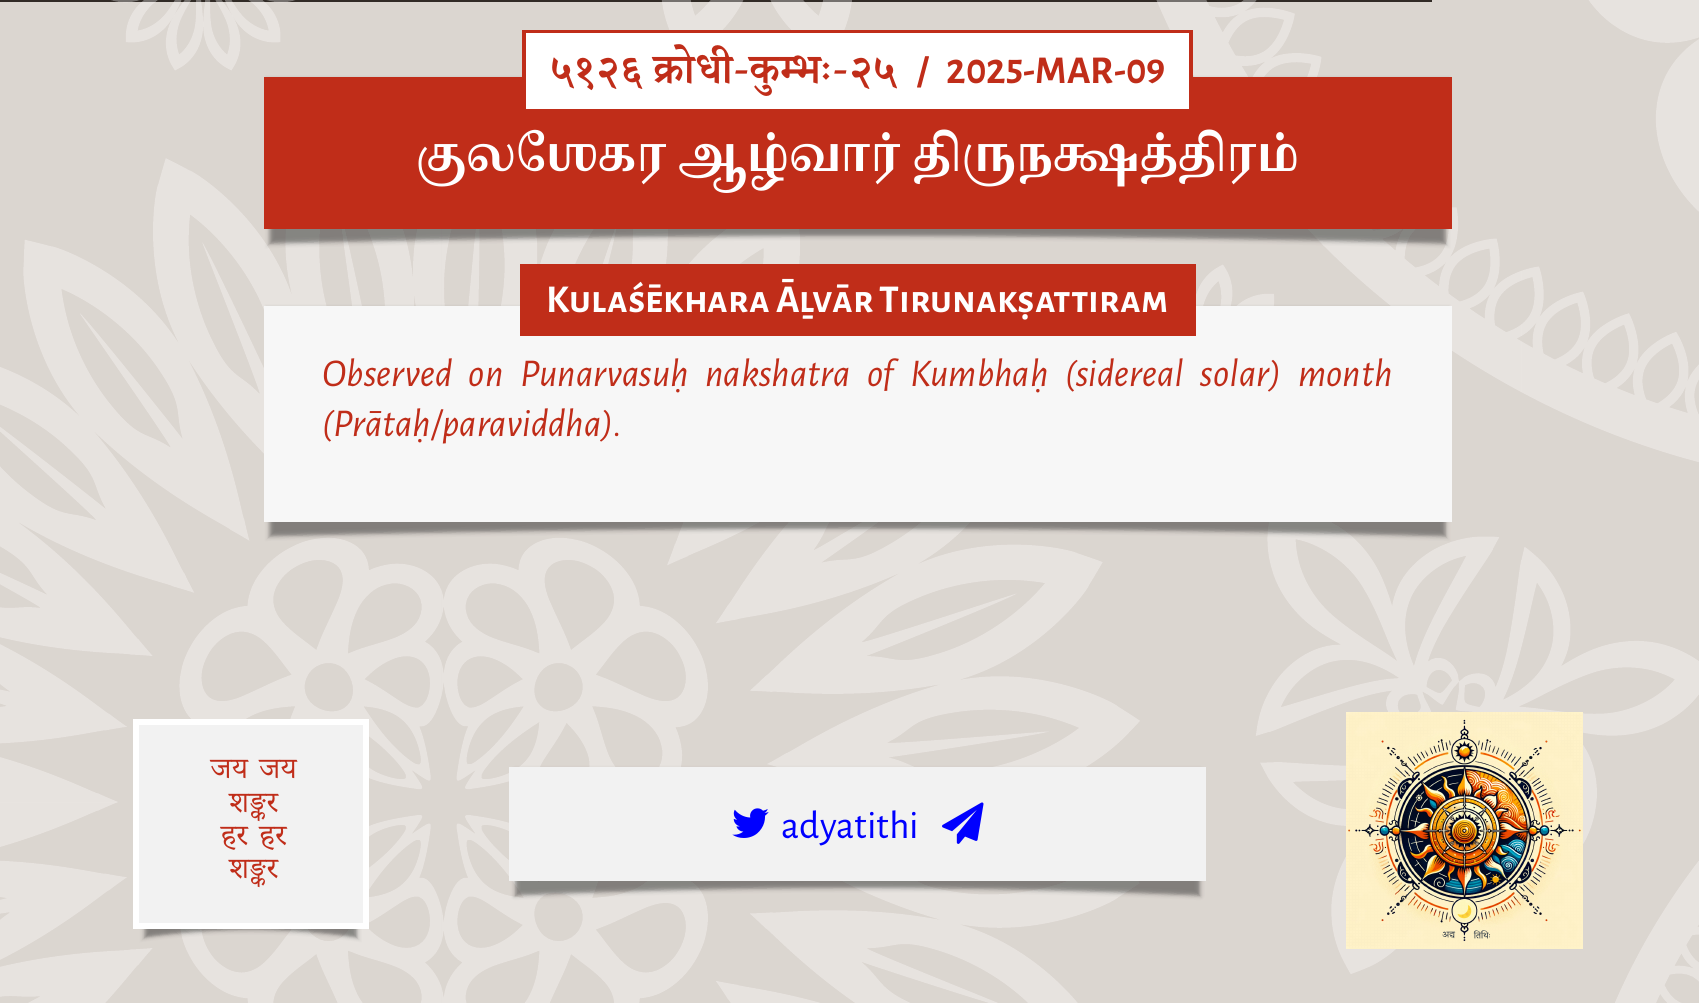 ५१२६ क्रोधी-कुम्भः-२५ / 2025-MAR-09
குலஶேகர ஆழ்வார் திருநக்ஷத்திரம்
Kulaśēkhara Āḻvār Tirunakṣattiram
Observed on Punarvasuḥ nakshatra of Kumbhaḥ (sidereal solar) month
(Prātaḥ/paraviddha).
जय जय
शङ्कर
हर हर
शङ्कर
adyatithi
अद्य तिथिः